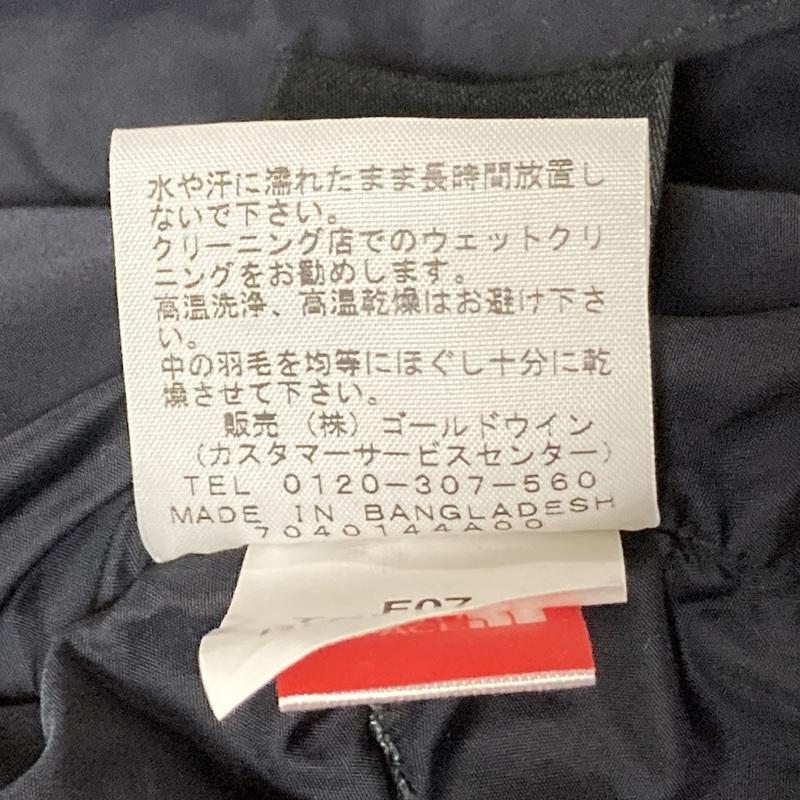 水や汗に濡れたまま長時間放置し
ないで下さい。
クリーニング店でのウェットクリ
ニングをお勧めします。
高温洗浄、高温乾燥はお避け下さ
い。
中の羽毛を均等にほぐし十分に乾
燥させて下さい。
販売 （株）ゴールドウイン
（カスタマーサービスセンター）
TEL 0120-307-560
MADE IN BANGLADESH
7040144A00